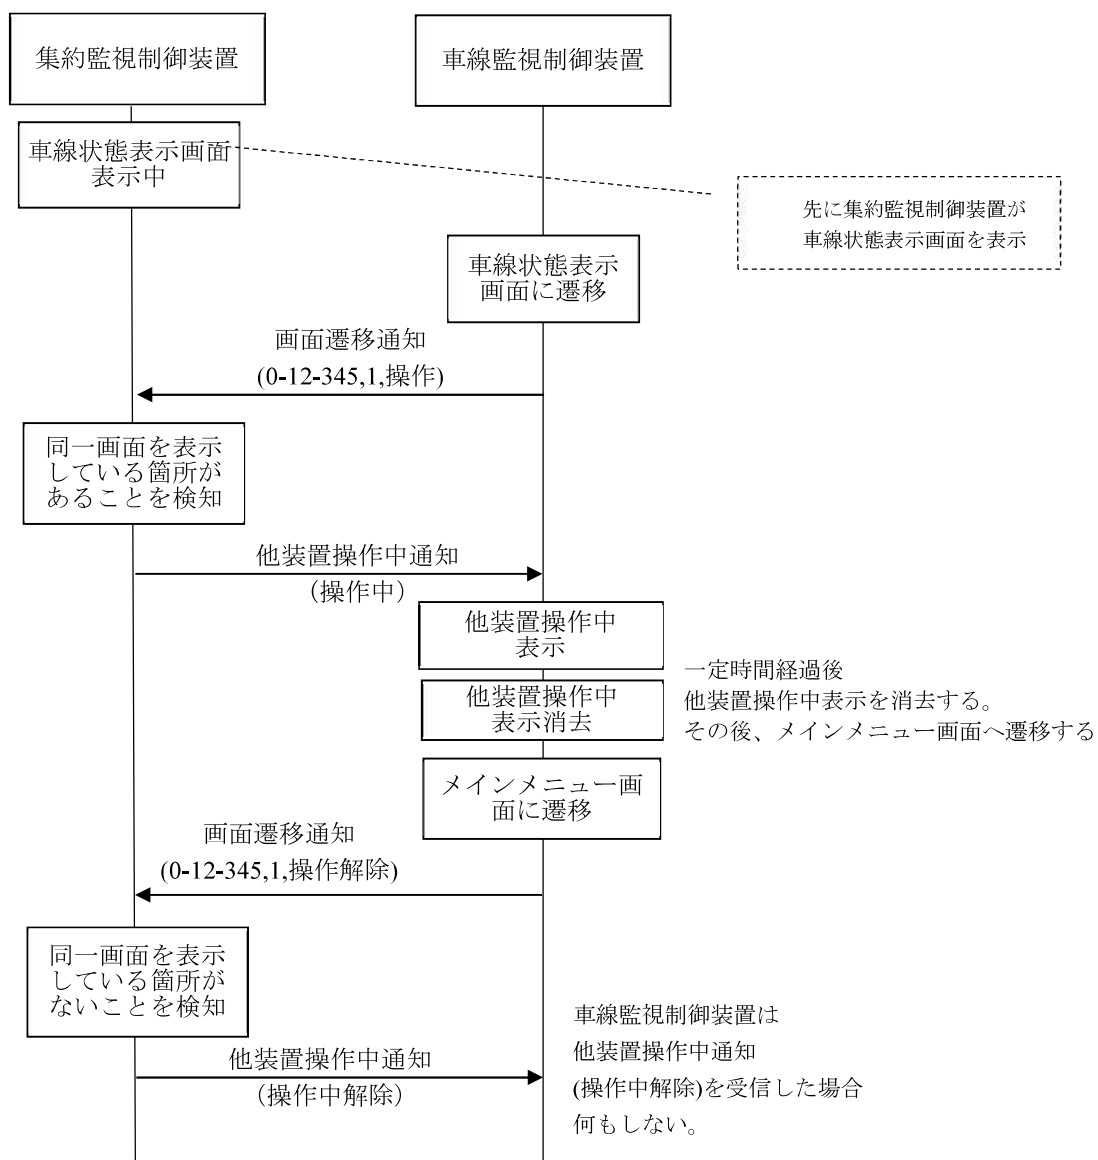 集約監視制御装置
車線監視制御装置
車線状態表示画面
表示中
先に集約監視制御装置が
車線状態表示画面を表示
車線状態表示
画面に遷移
画面遷移通知
(0-12-345,1,操作)
同一画面を表示
している箇所が
あることを検知
他装置操作中通知
（操作中）
他装置操作中
表示
一定時間経過後
他装置操作中表示を消去する。
その後、メインメニュー画面へ遷移する
他装置操作中
表示消去
メインメニュー画
面に遷移
画面遷移通知
(0-12-345,1,操作解除)
同一画面を表示
している箇所が
ないことを検知
他装置操作中通知
（操作中解除）
車線監視制御装置は
他装置操作中通知
(操作中解除)を受信した場合
何もしない。